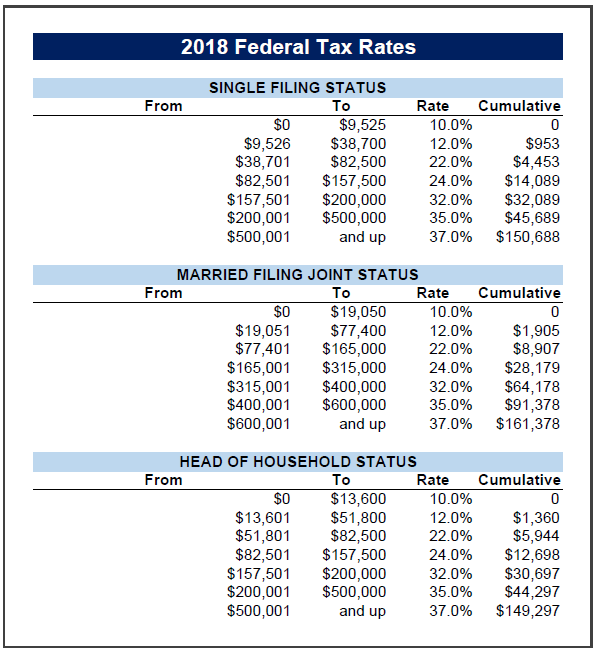 2018 Federal Tax Rates
SINGLE FILING STATUS
From To Rate Cumulative
$0 $9,525 10.0% 0
$9,526 $38,700 12.0% $953
$38,701 $82,500 22.0% $4,453
$82,501 $157,500 24.0% $14,089
$157,501 $200,000 32.0% $32,089
$200,001 $500,000 35.0% $45,689
$500,001 and up 37.0% $150,688
MARRIED FILING JOINT STATUS
From To Rate Cumulative
$0 $19,050 10.0% 0
$19,051 $77,400 12.0% $1,905
$77,401 $165,000 22.0% $8,907
$165,001 $315,000 24.0% $28,179
$315,001 $400,000 32.0% $64,178
$400,001 $600,000 35.0% $91,378
$600,001 and up 37.0% $161,378
HEAD OF HOUSEHOLD STATUS
From To Rate Cumulative
$0 $13,600 10.0% 0
$13,601 $51,800 12.0% $1,360
$51,801 $82,500 22.0% $5,944
$82,501 $157,500 24.0% $12,698
$157,501 $200,000 32.0% $30,697
$200,001 $500,000 35.0% $44,297
$500,001 and up 37.0% $149,297